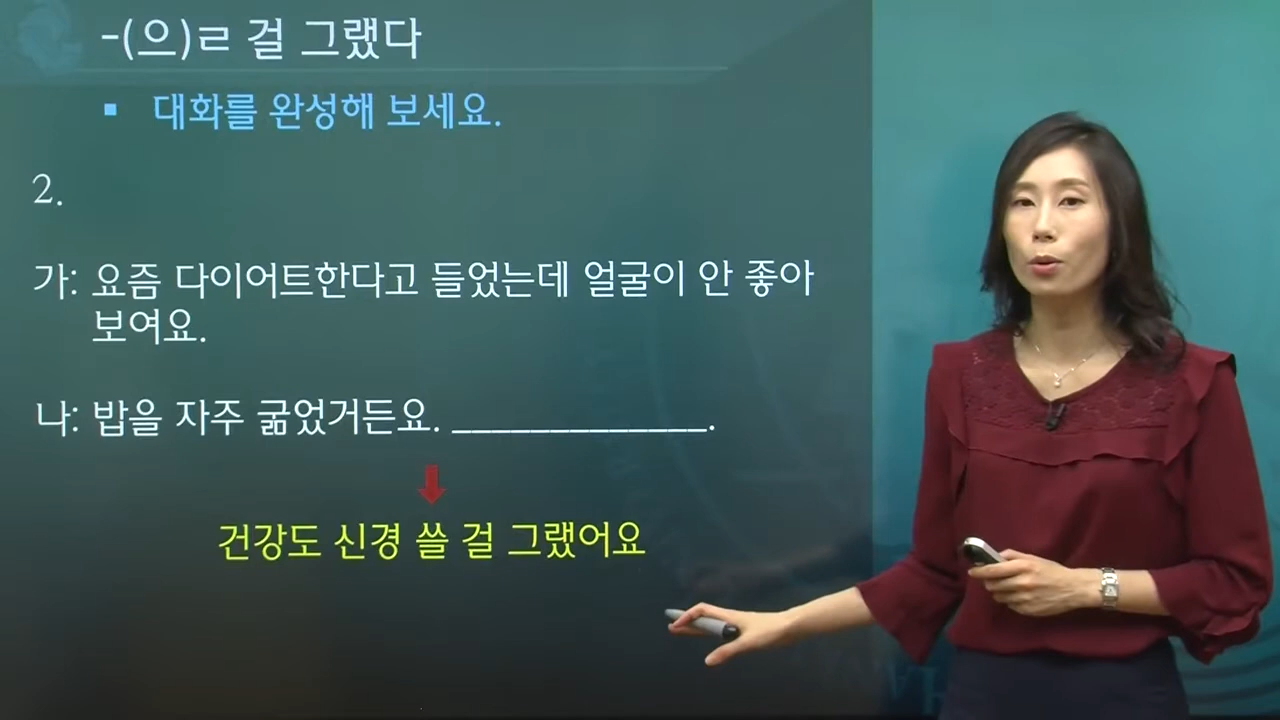 -(으)ㄹ 걸 그랬다
▪ 대화를 완성해 보세요.
2.
가: 요즘 다이어트한다고 들었는데 얼굴이 안 좋아
보여요.
나: 밥을 자주 굶었거든요. _____________.
건강도 신경 쓸 걸 그랬어요